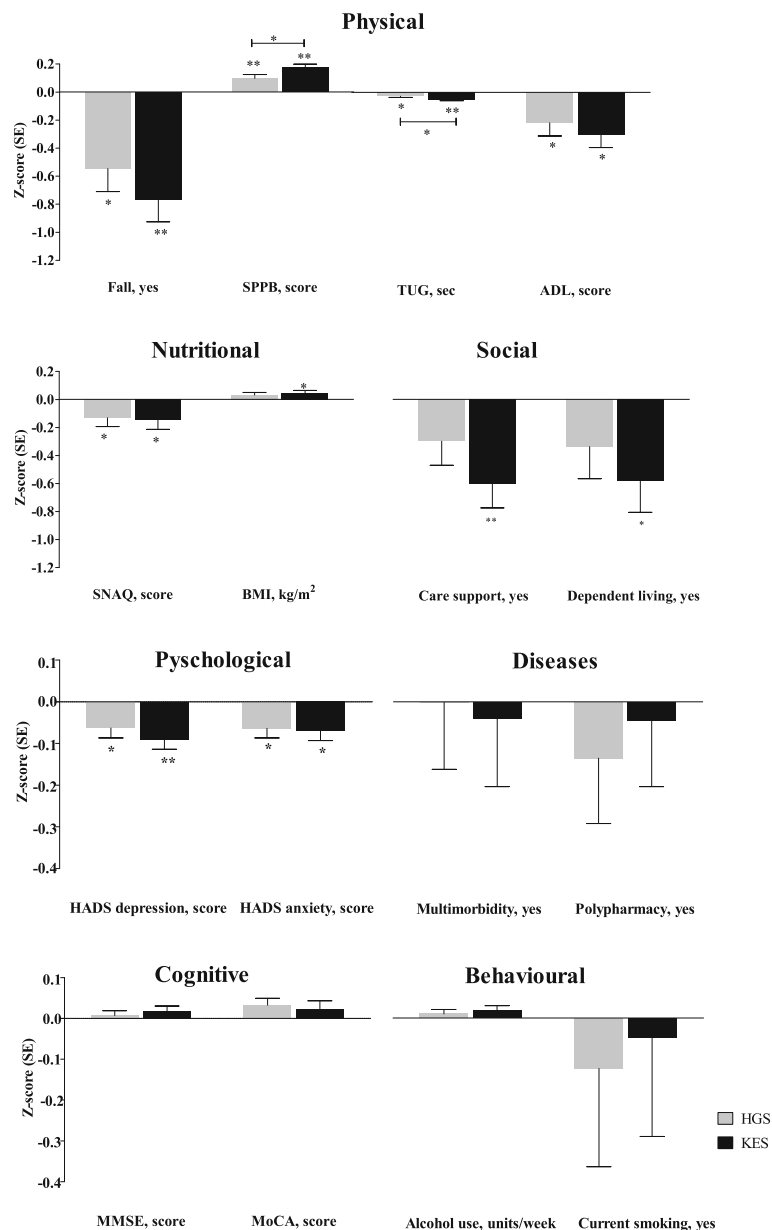 Physical
*
** **
0.2
0.0
-0.2
-0.4
-0.6
-0.8
-1.0
-1.2
Z-score (SE)
* **
* **
*
* *
Fall, yes SPPB, score TUG, sec ADL, score
Nutritional Social
0.2
0.0
-0.2
-0.4
-0.6
-0.8
-1.0
-1.2
Z-score (SE)
* *
*
**
*
SNAQ, score BMI, kg/m² Care support, yes Dependent living, yes
Pyschological Diseases
0.1
0.0
-0.1
-0.2
-0.3
-0.4
Z-score (SE)
* **
* *
HADS depression, score HADS anxiety, score Multimorbidity, yes Polypharmacy, yes
Cognitive Behavioural
0.1
0.0
-0.1
-0.2
-0.3
-0.4
Z-score (SE)
HGS
KES
MMSE, score MoCA, score Alcohol use, units/week Current smoking, yes